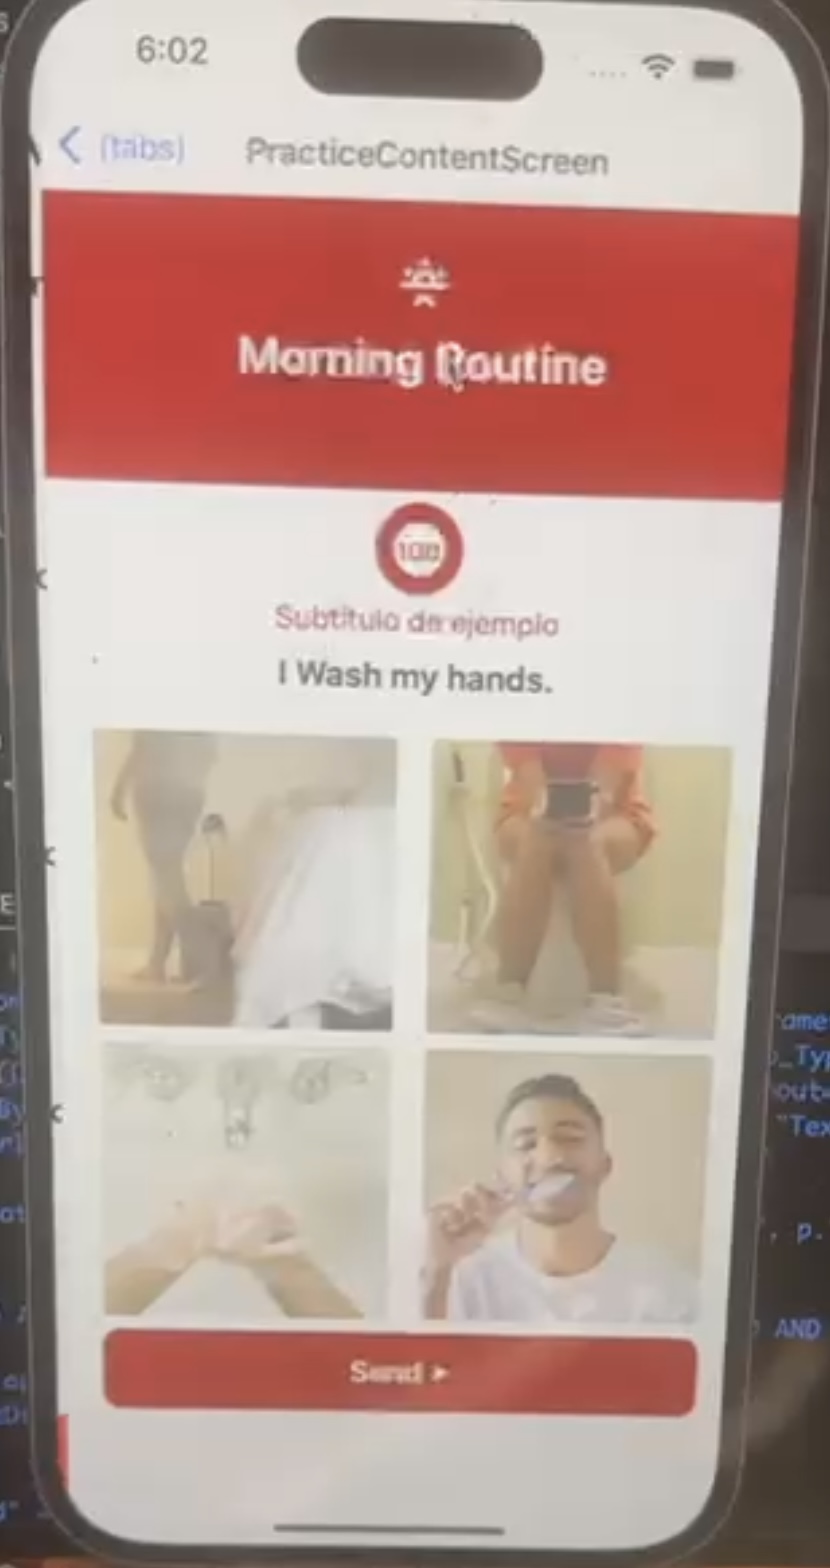 6:02
(tabs) PracticeContentScreen
Morning Routine
100
Subtitulo de ejemplo
I Wash my hands.
ame
_Typ
out=
"Tex
, p.
AND
Send